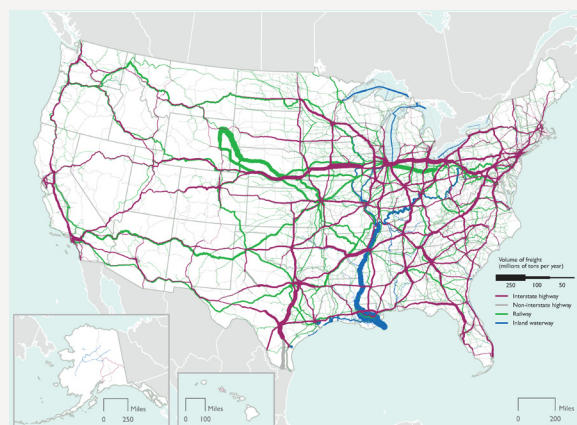 Volume of freight
(millions of tons per year)
250 100 50
Interstate highway
Non-interstate highway
Railway
Inland waterway
Miles
0 250
Miles
0 100
Miles
0 200